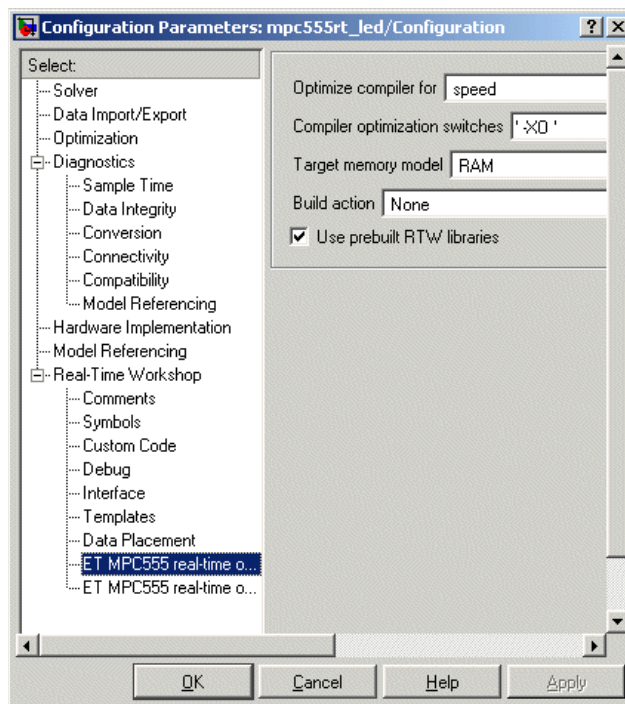 Configuration Parameters: mpc555rt_led/Configuration
Select:
Solver
Data Import/Export
Optimization
Diagnostics
Sample Time
Data Integrity
Conversion
Connectivity
Compatibility
Model Referencing
Hardware Implementation
Model Referencing
Real-Time Workshop
Comments
Symbols
Custom Code
Debug
Interface
Templates
Data Placement
ET MPC555 real-time o...
ET MPC555 real-time o...
Optimize compiler for speed
Compiler optimization switches '-XO '
Target memory model RAM
Build action None
Use prebuilt RTW libraries
OK Cancel Help Apply